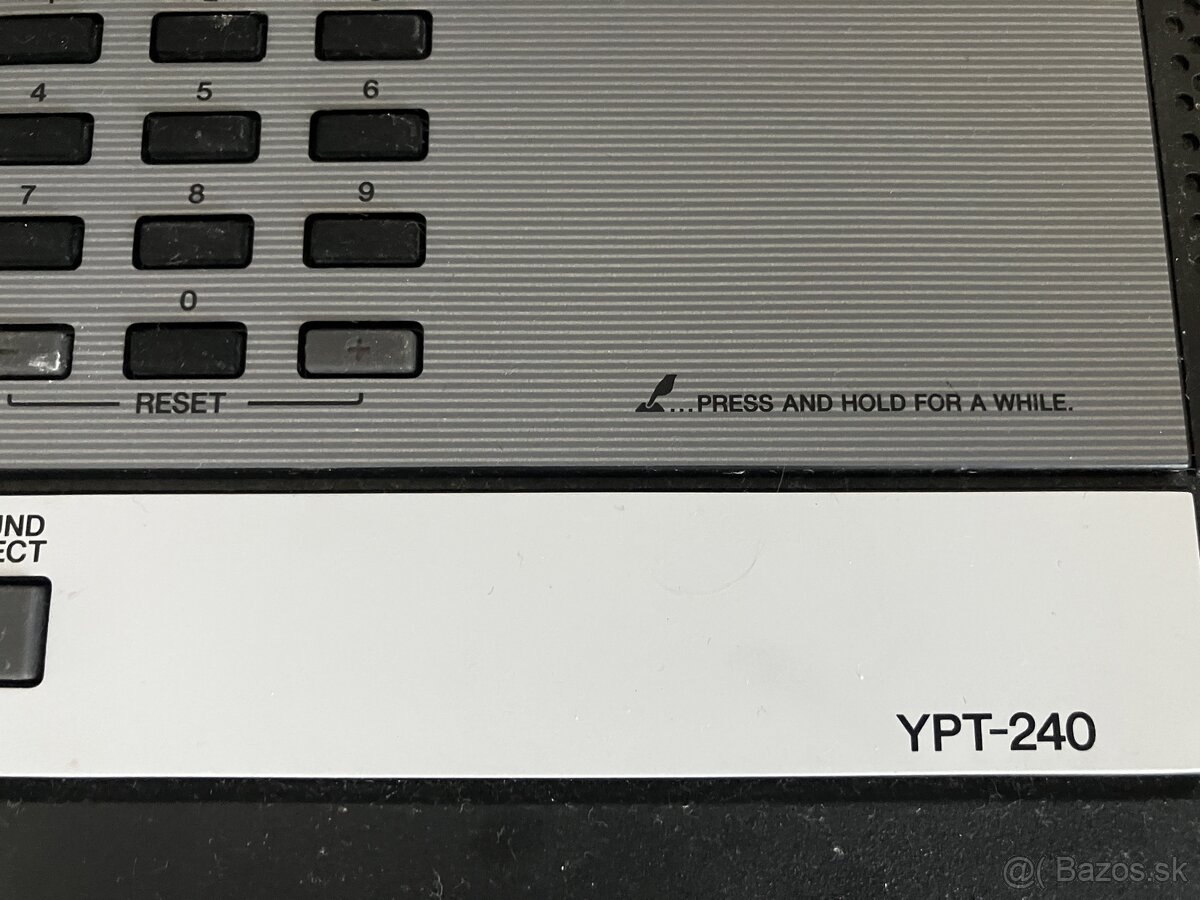 4 5 6
7 8 9
0
- +
RESET
...PRESS AND HOLD FOR A WHILE.
YPT-240
@( Bazos.sk